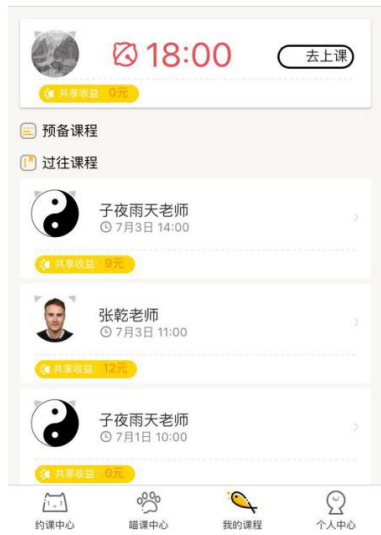 18:00
去上课
共享收益: 0元
预备课程
过往课程
子夜雨天老师
7月3日 14:00
共享收益: 9元
张乾老师
7月3日 11:00
共享收益: 12元
子夜雨天老师
7月1日 10:00
共享收益: 0元
约课中心 喵课中心 我的课程 个人中心